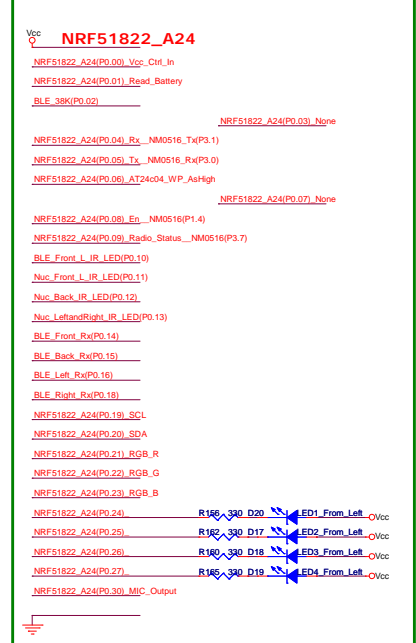 Vcc
NRF51822_A24
NRF51822_A24(P0.00)_Vcc_Ctrl_In
NRF51822_A24(P0.01)_Read_Battery
BLE_38K(P0.02)
NRF51822_A24(P0.03)_None
NRF51822_A24(P0.04)_Rx__NM0516_Tx(P3.1)
NRF51822_A24(P0.05)_Tx__NM0516_Rx(P3.0)
NRF51822_A24(P0.06)_AT24c04_WP_AsHigh
NRF51822_A24(P0.07)_None
NRF51822_A24(P0.08)_En__NM0516(P1.4)
NRF51822_A24(P0.09)_Radio_Status__NM0516(P3.7)
BLE_Front_L_IR_LED(P0.10)
Nuc_Front_L_IR_LED(P0.11)
Nuc_Back_IR_LED(P0.12)
Nuc_LeftandRight_IR_LED(P0.13)
BLE_Front_Rx(P0.14)
BLE_Back_Rx(P0.15)
BLE_Left_Rx(P0.16)
BLE_Right_Rx(P0.18)
NRF51822_A24(P0.19)_SCL
NRF51822_A24(P0.20)_SDA
NRF51822_A24(P0.21)_RGB_R
NRF51822_A24(P0.22)_RGB_G
NRF51822_A24(P0.23)_RGB_B
NRF51822_A24(P0.24)_ R156 330 D20 LED1_From_Left Vcc
NRF51822_A24(P0.25)_ R162 330 D17 LED2_From_Left Vcc
NRF51822_A24(P0.26)_ R160 330 D18 LED3_From_Left Vcc
NRF51822_A24(P0.27)_ R165 330 D19 LED4_From_Left Vcc
NRF51822_A24(P0.30)_MIC_Output